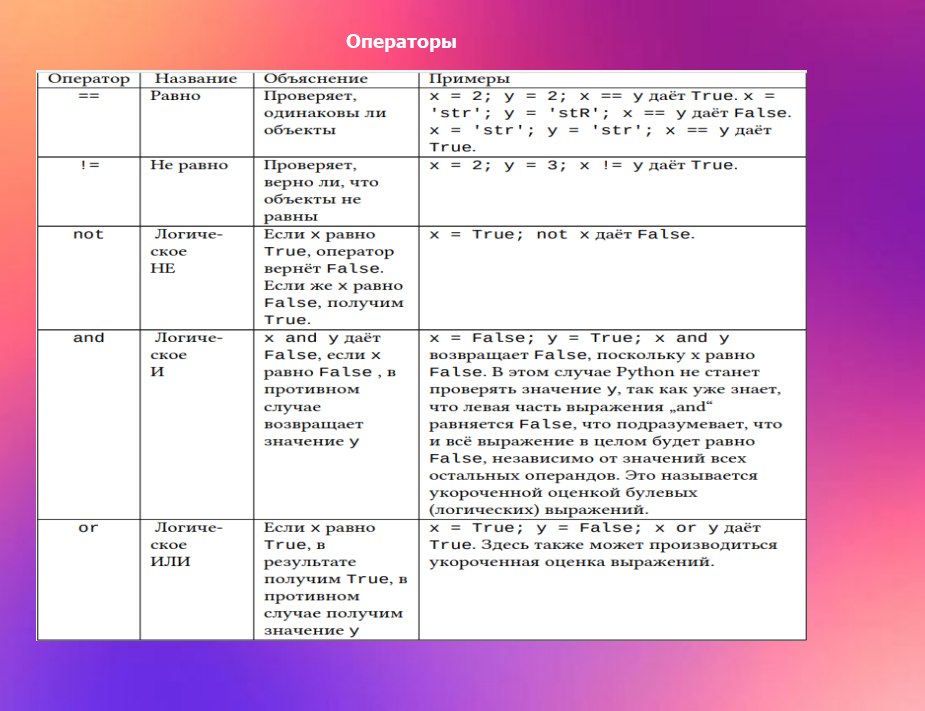 Операторы
Оператор Название Объяснение Примеры
== Равно Проверяет,
одинаковы ли
объекты
x = 2; y = 2; x == y даёт True. x =
'str'; y = 'stR'; x == y даёт False.
x = 'str'; y = 'str'; x == y даёт
True.
!= Не равно Проверяет,
верно ли, что
объекты не
равны
x = 2; y = 3; x != y даёт True.
not Логиче-
ское
НЕ
Если x равно
True, оператор
вернёт False.
Если же x равно
False, получим
True.
x = True; not x даёт False.
and Логиче-
ское
И
x and y даёт
False, если x
равно False , в
противном
случае
возвращает
значение y
x = False; y = True; x and y
возвращает False, поскольку x равно
False. В этом случае Python не станет
проверять значение y, так как уже знает,
что левая часть выражения „and“
равняется False, что подразумевает, что
и всё выражение в целом будет равно
False, независимо от значений всех
остальных операндов. Это называется
укороченной оценкой булевых
(логических) выражений.
or Логиче-
ское
ИЛИ
Если x равно
True, в
результате
получим True, в
противном
случае получим
значение y
x = True; y = False; x or y даёт
True. Здесь также может производиться
укороченная оценка выражений.